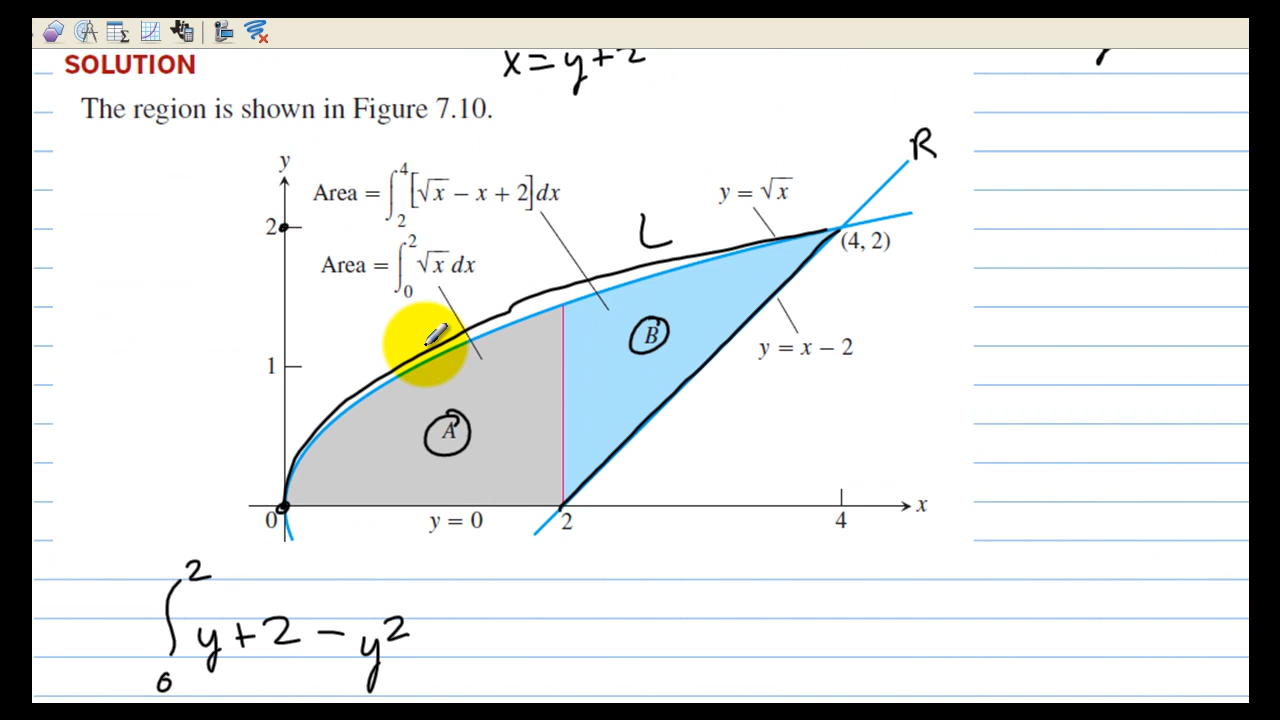 x = y + 2
SOLUTION
The region is shown in Figure 7.10.
R
y
Area = ∫₂⁴ [√x − x + 2] dx
y = √x
2
L
(4, 2)
Area = ∫₀² √x dx
B
y = x − 2
1
A
0
y = 0
2
4
x
∫₀² y + 2 − y²